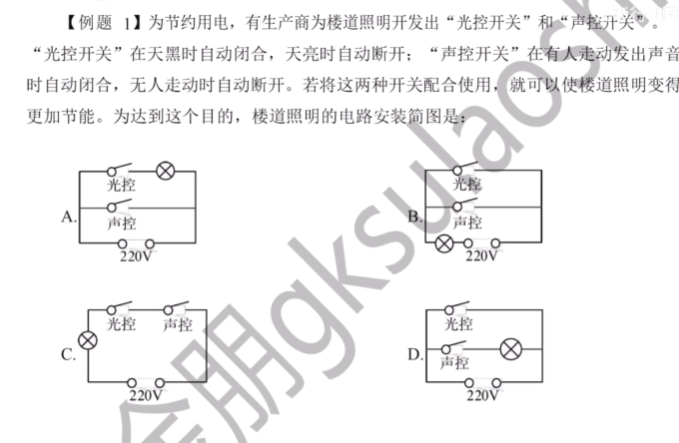 【例题 1】为节约用电，有生产商为楼道照明开发出“光控开关”和“声控开关”。
“光控开关”在天黑时自动闭合，天亮时自动断开；“声控开关”在有人走动发出声音
时自动闭合，无人走动时自动断开。若将这两种开关配合使用，就可以使楼道照明变得
更加节能。为达到这个目的，楼道照明的电路安装简图是：
A.
光控
声控
220V
B.
光控
声控
220V
C.
光控 声控
220V
D.
光控
声控
220V
金朋gksulaoshi